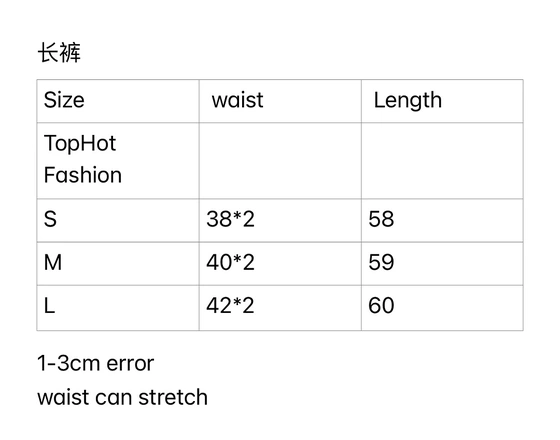 长裤
Size waist Length
TopHot
Fashion
S 38*2 58
M 40*2 59
L 42*2 60
1-3cm error
waist can stretch